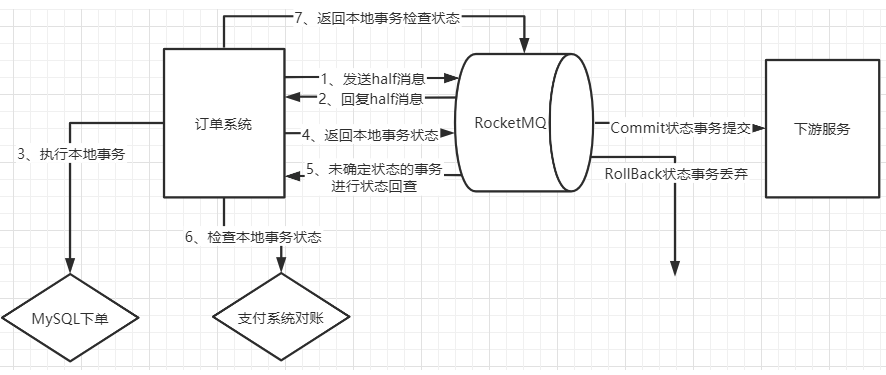 7、返回本地事务检查状态
1、发送half消息
2、回复half消息
订单系统
RocketMQ
4、返回本地事务状态
Commit状态事务提交
下游服务
3、执行本地事务
5、未确定状态的事务
进行状态回查
RollBack状态事务丢弃
6、检查本地事务状态
MySQL下单
支付系统对账